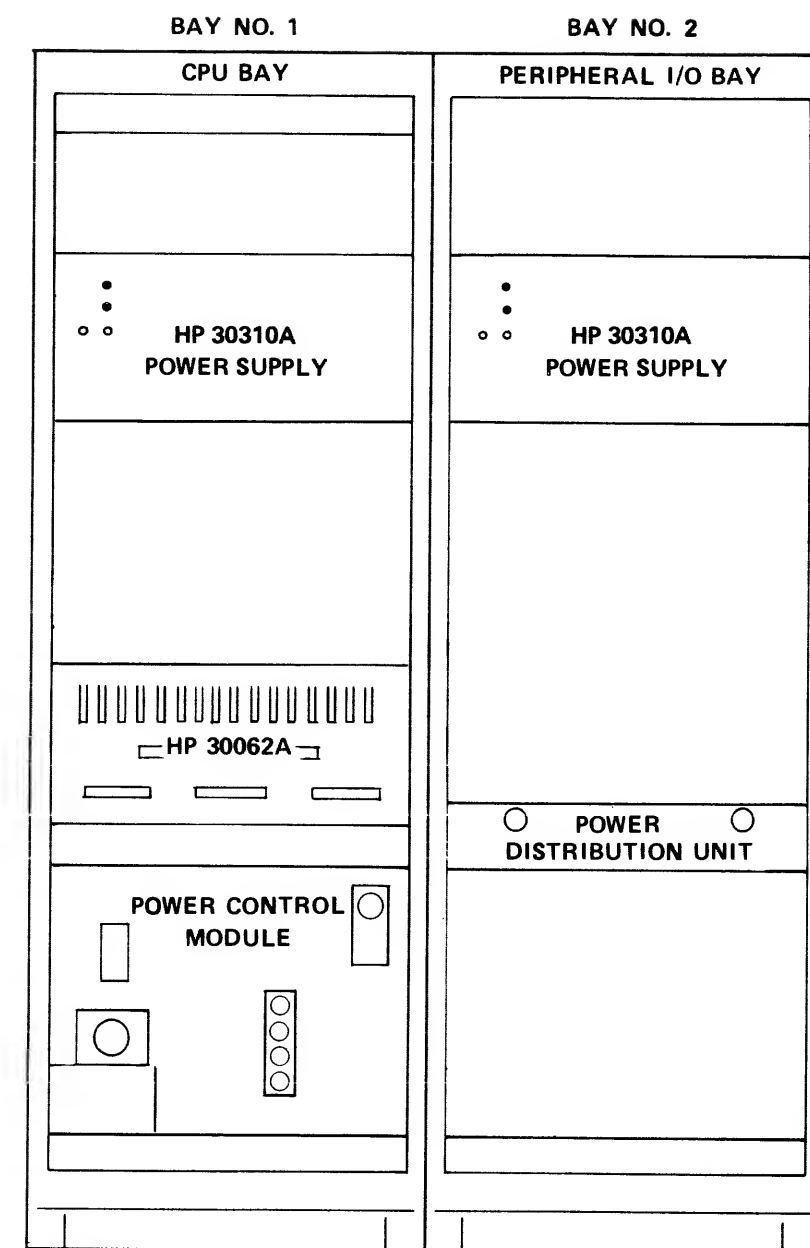 BAY NO. 1
BAY NO. 2
CPU BAY
PERIPHERAL I/O BAY
HP 30310A
POWER SUPPLY
HP 30310A
POWER SUPPLY
HP 30062A
POWER
DISTRIBUTION UNIT
POWER CONTROL
MODULE